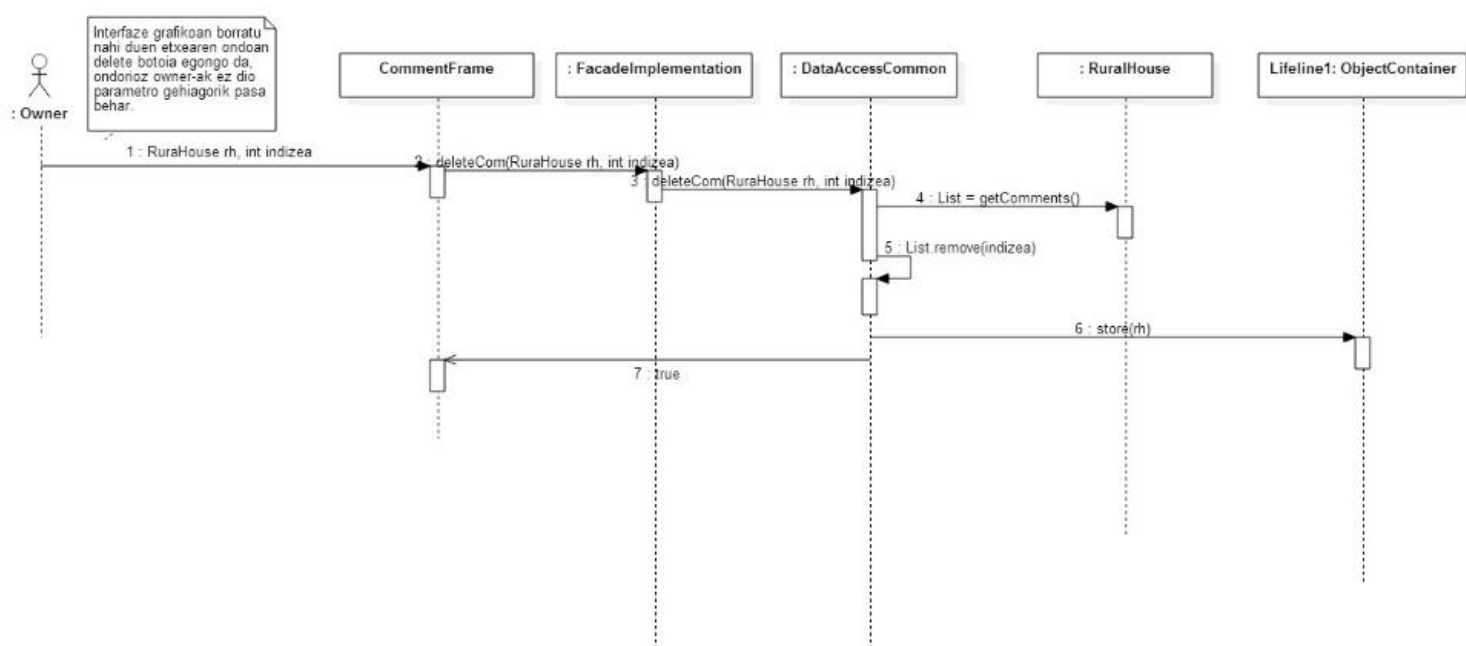 Interfaze grafikoan borratu
nahi duen etxearen ondoan
delete botoia egongo da,
ondorioz owner-ak ez dio
parametro gehiagorik pasa
behar.
: Owner
CommentFrame
: FacadeImplementation
: DataAccessCommon
: RuralHouse
Lifeline1: ObjectContainer
1 : RuraHouse rh, int indizea
2 : deleteCom(RuraHouse rh, int indizea)
3 : deleteCom(RuraHouse rh, int indizea)
4 : List = getComments()
5 : List.remove(indizea)
6 : store(rh)
7 : true